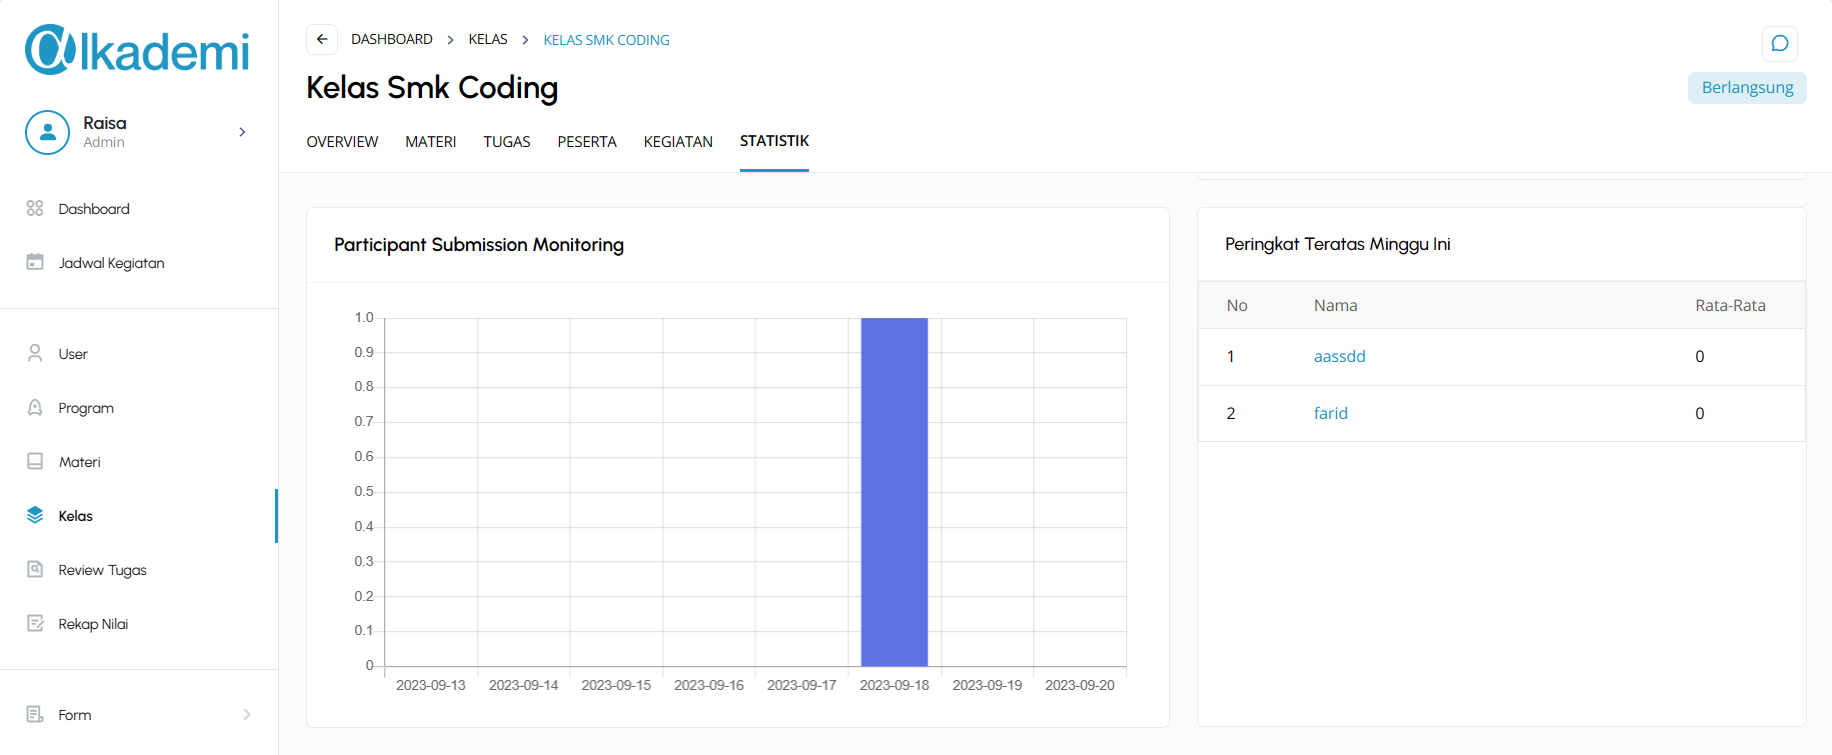 @lkademi
Raisa
Admin
Dashboard
Jadwal Kegiatan
User
Program
Materi
Kelas
Review Tugas
Rekap Nilai
Form
DASHBOARD > KELAS > KELAS SMK CODING
Kelas Smk Coding
Berlangsung
OVERVIEW MATERI TUGAS PESERTA KEGIATAN STATISTIK
Participant Submission Monitoring
1.0
0.9
0.8
0.7
0.6
0.5
0.4
0.3
0.2
0.1
0
2023-09-13 2023-09-14 2023-09-15 2023-09-16 2023-09-17 2023-09-18 2023-09-19 2023-09-20
Peringkat Teratas Minggu Ini
No Nama Rata-Rata
1 aassdd 0
2 farid 0